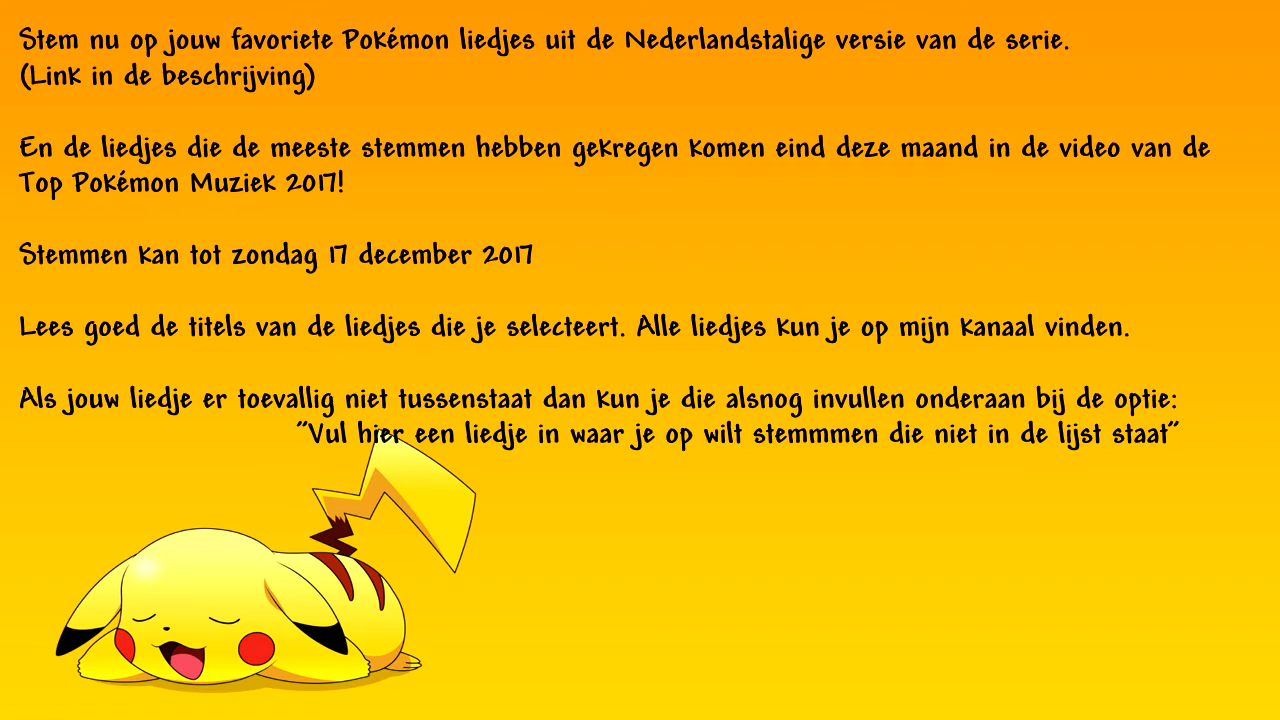 Stem nu op jouw favoriete Pokémon liedjes uit de Nederlandstalige versie van de serie.
(Link in de beschrijving)
En de liedjes die de meeste stemmen hebben gekregen komen eind deze maand in de video van de
Top Pokémon Muziek 2017!
Stemmen kan tot zondag 17 december 2017
Lees goed de titels van de liedjes die je selecteert. Alle liedjes kun je op mijn kanaal vinden.
Als jouw liedje er toevallig niet tussenstaat dan kun je die alsnog invullen onderaan bij de optie:
"Vul hier een liedje in waar je op wilt stemmmen die niet in de lijst staat"